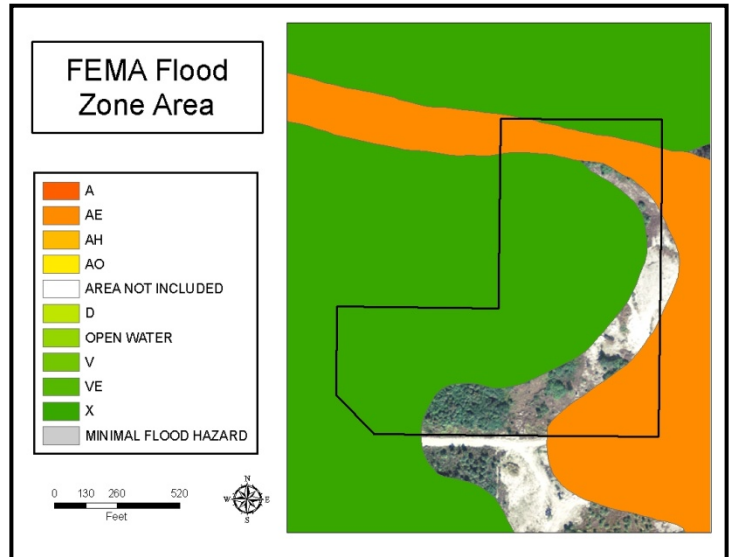 FEMA Flood
Zone Area
A
AE
AH
AO
AREA NOT INCLUDED
D
OPEN WATER
V
VE
X
MINIMAL FLOOD HAZARD
0 130 260 520
Feet
N
W E
S